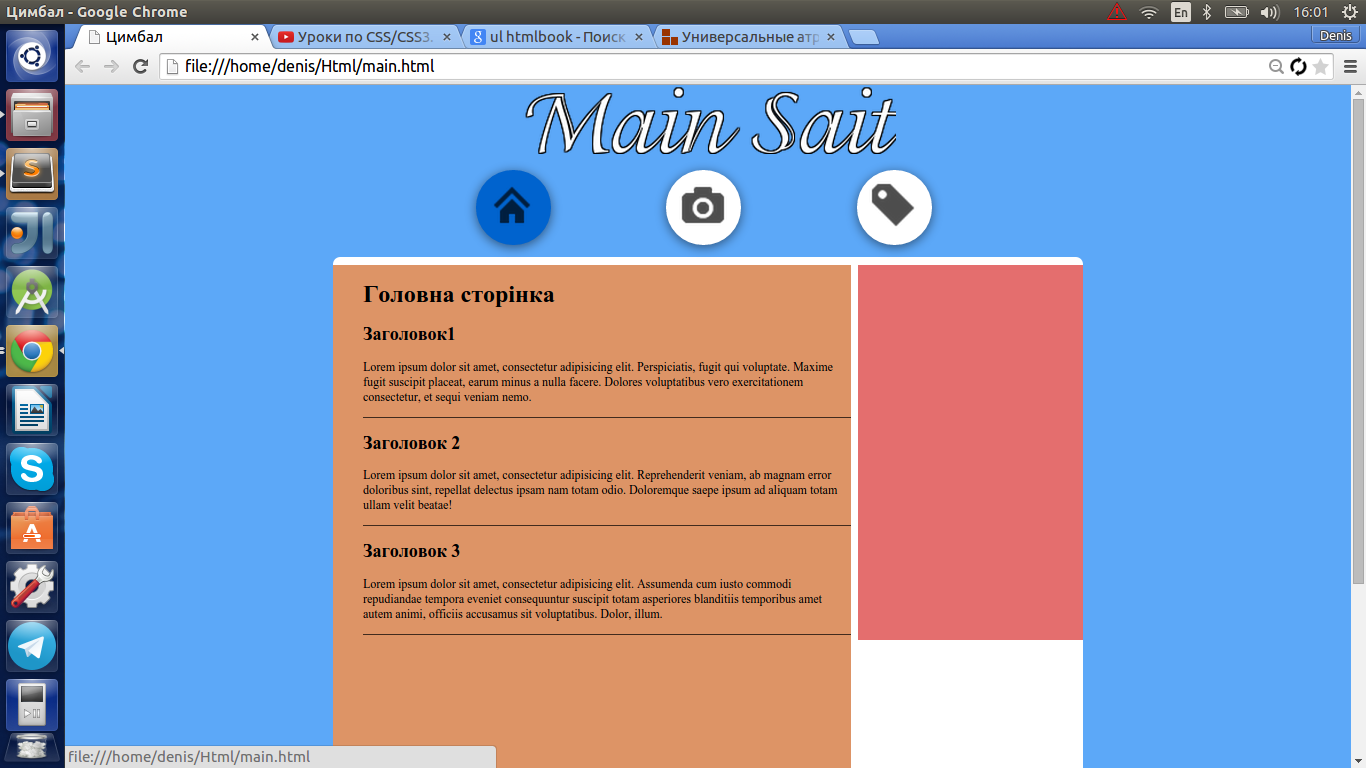 Цимбал - Google Chrome
En
16:01
Цимбал
Уроки по CSS/CSS3.
ul htmlbook - Поиск
Универсальные атр
Denis
file:///home/denis/Html/main.html
Main Sait
Головна сторінка
Заголовок1
Lorem ipsum dolor sit amet, consectetur adipisicing elit. Perspiciatis, fugit qui voluptate. Maxime
fugit suscipit placeat, earum minus a nulla facere. Dolores voluptatibus vero exercitationem
consectetur, et sequi veniam nemo.
Заголовок 2
Lorem ipsum dolor sit amet, consectetur adipisicing elit. Reprehenderit veniam, ab magnam error
doloribus sint, repellat delectus ipsam nam totam odio. Doloremque saepe ipsum ad aliquam totam
ullam velit beatae!
Заголовок 3
Lorem ipsum dolor sit amet, consectetur adipisicing elit. Assumenda cum iusto commodi
repudiandae tempora eveniet consequuntur suscipit totam asperiores blanditiis temporibus amet
autem animi, officiis accusamus sit voluptatibus. Dolor, illum.
file:///home/denis/Html/main.html